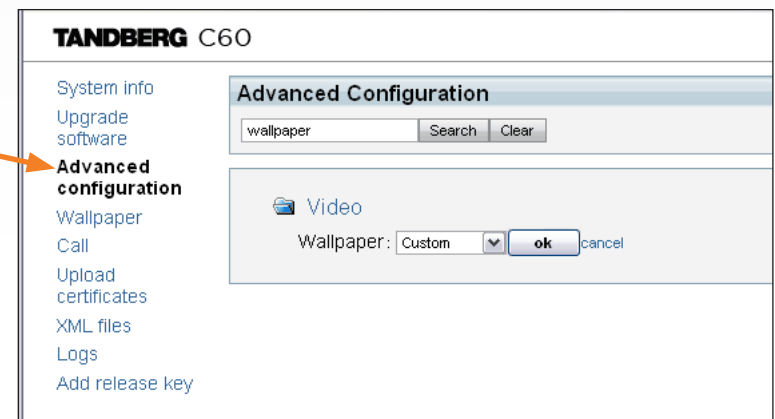 TANDBERG C60
System info
Upgrade
software
Advanced
configuration
Wallpaper
Call
Upload
certificates
XML files
Logs
Add release key
Advanced Configuration
wallpaper Search Clear
Video
Wallpaper: Custom ok cancel